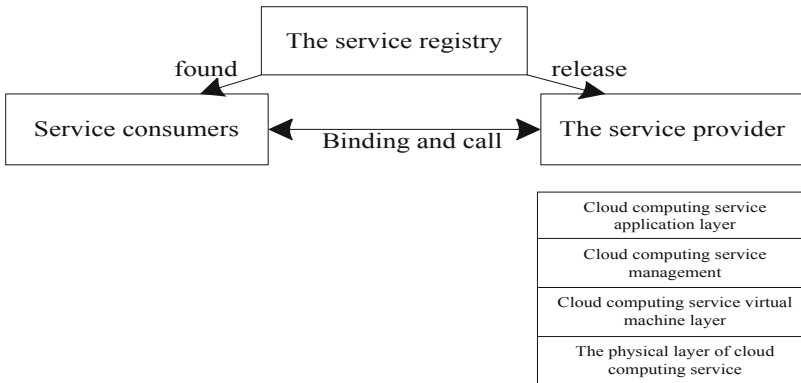 The service registry
found
release
Service consumers
Binding and call
The service provider
Cloud computing service
application layer
Cloud computing service
management
Cloud computing service virtual
machine layer
The physical layer of cloud
computing service